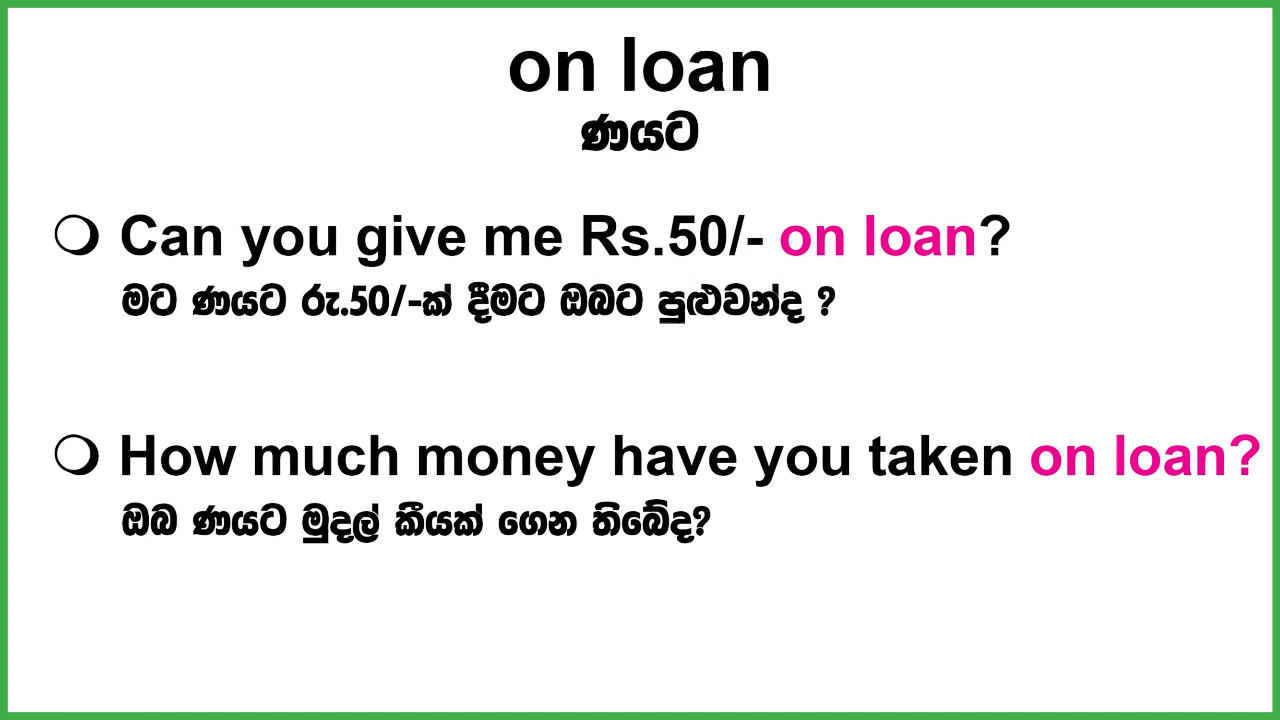 on loan
ණයට
❍ Can you give me Rs.50/- on loan?
මට ණයට රු.50/-ක් දීමට ඔබට පුළුවන්ද ?
❍ How much money have you taken on loan?
ඔබ ණයට මුදල් කීයක් ගෙන තිබේද?